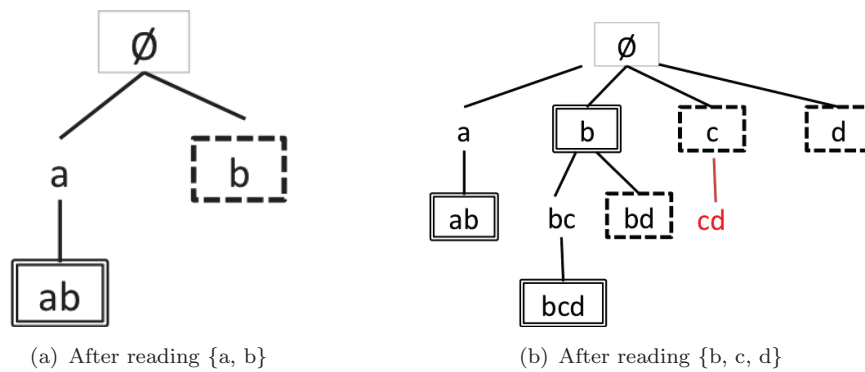 Ø
a
b
ab
(a) After reading {a, b}
Ø
a
b
c
d
ab
bc
bd
cd
bcd
(b) After reading {b, c, d}